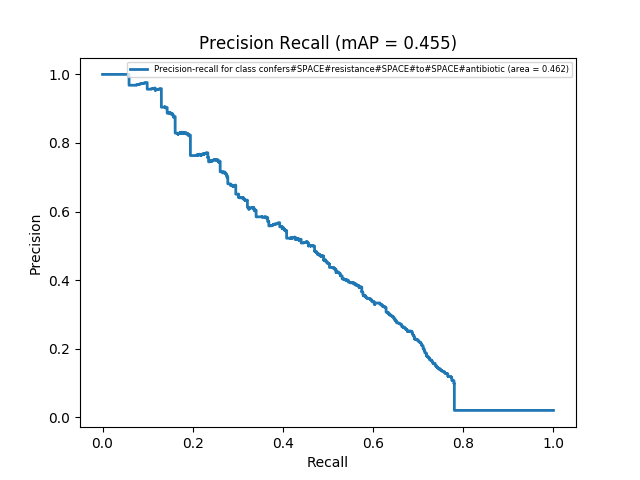 Precision Recall (mAP = 0.455)
Precision-recall for class confers#SPACE#resistance#SPACE#to#SPACE#antibiotic (area = 0.462)
1.0
0.8
0.6
0.4
0.2
0.0
Precision
0.0 0.2 0.4 0.6 0.8 1.0
Recall